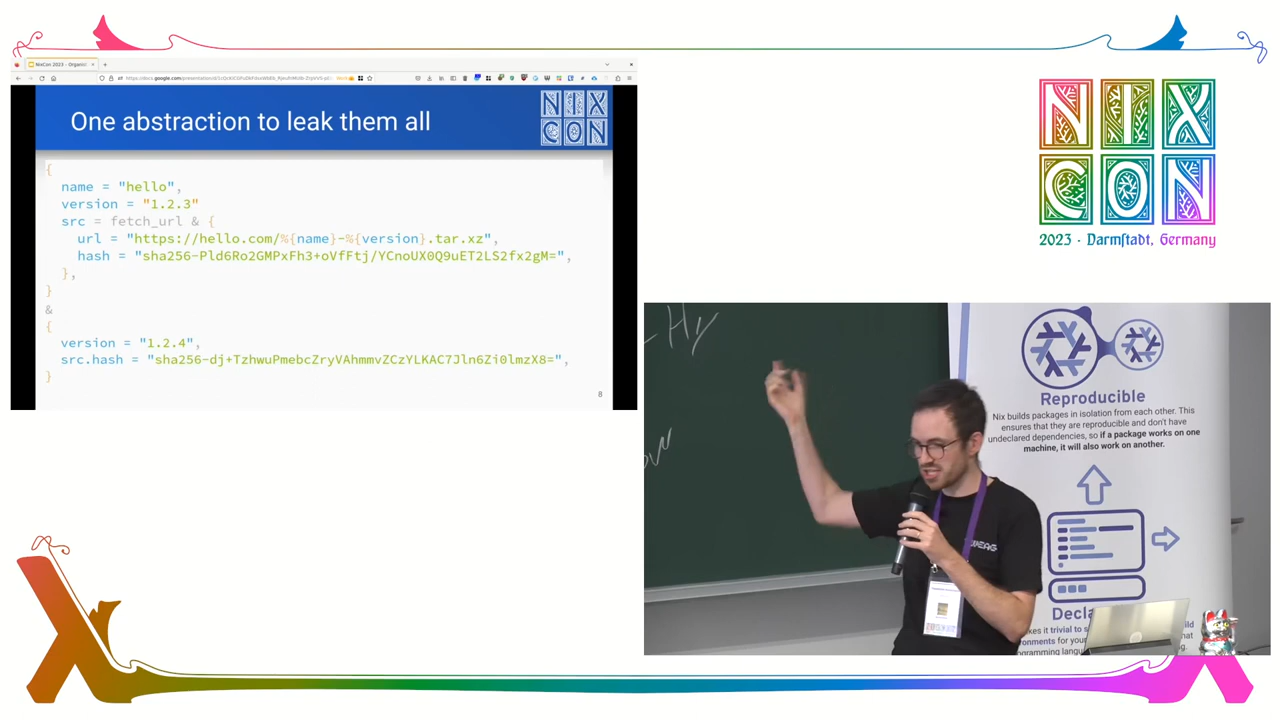 NixCon 2023 - Organist
One abstraction to leak them all
NIX
CON
{
name = "hello",
version = "1.2.3"
src = fetch_url & {
url = "https://hello.com/%{name}-%{version}.tar.xz",
hash = "sha256-Pld6Ro2GMPxFh3+oVfFtj/YCnoUX0Q9uET2LS2fx2gM=",
},
}
&
{
version = "1.2.4",
src.hash = "sha256-dj+TzhwuPmebcZryVAhmmvZCzYLKAC7Jln6Zi0lmzX8=",
}
8
NIX
CON
2023 · Darmſtadt, Germany
Reproducible
Nix builds packages in isolation from each other. This
ensures that they are reproducible and don't have
undeclared dependencies, so if a package works on one
machine, it will also work on another.
Decla